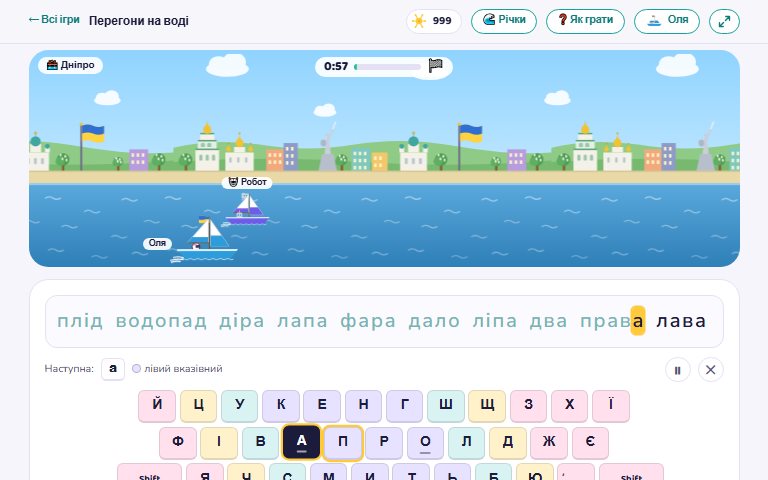 ← Всі ігри Перегони на воді 999 Річки Як грати Оля
Дніпро 0:57
Робот
Оля
плід водопад діра лапа фара дало ліпа два права лава
Наступна: а лівий вказівний
Й Ц У К Е Н Г Ш Щ З Х Ї
Ф І В А П Р О Л Д Ж Є
Shift Я Ч С М И Т Ь Б Ю . Shift